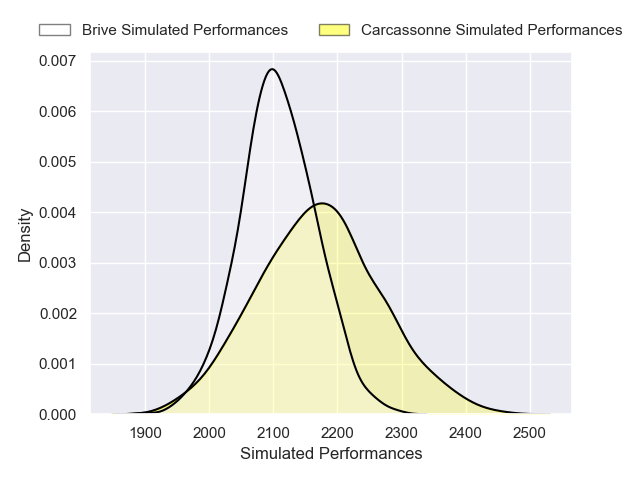 Brive Simulated Performances Carcassonne Simulated Performances
0.007
0.006
0.005
0.004
0.003
0.002
0.001
0.000
Density
1900 2000 2100 2200 2300 2400 2500
Simulated Performances